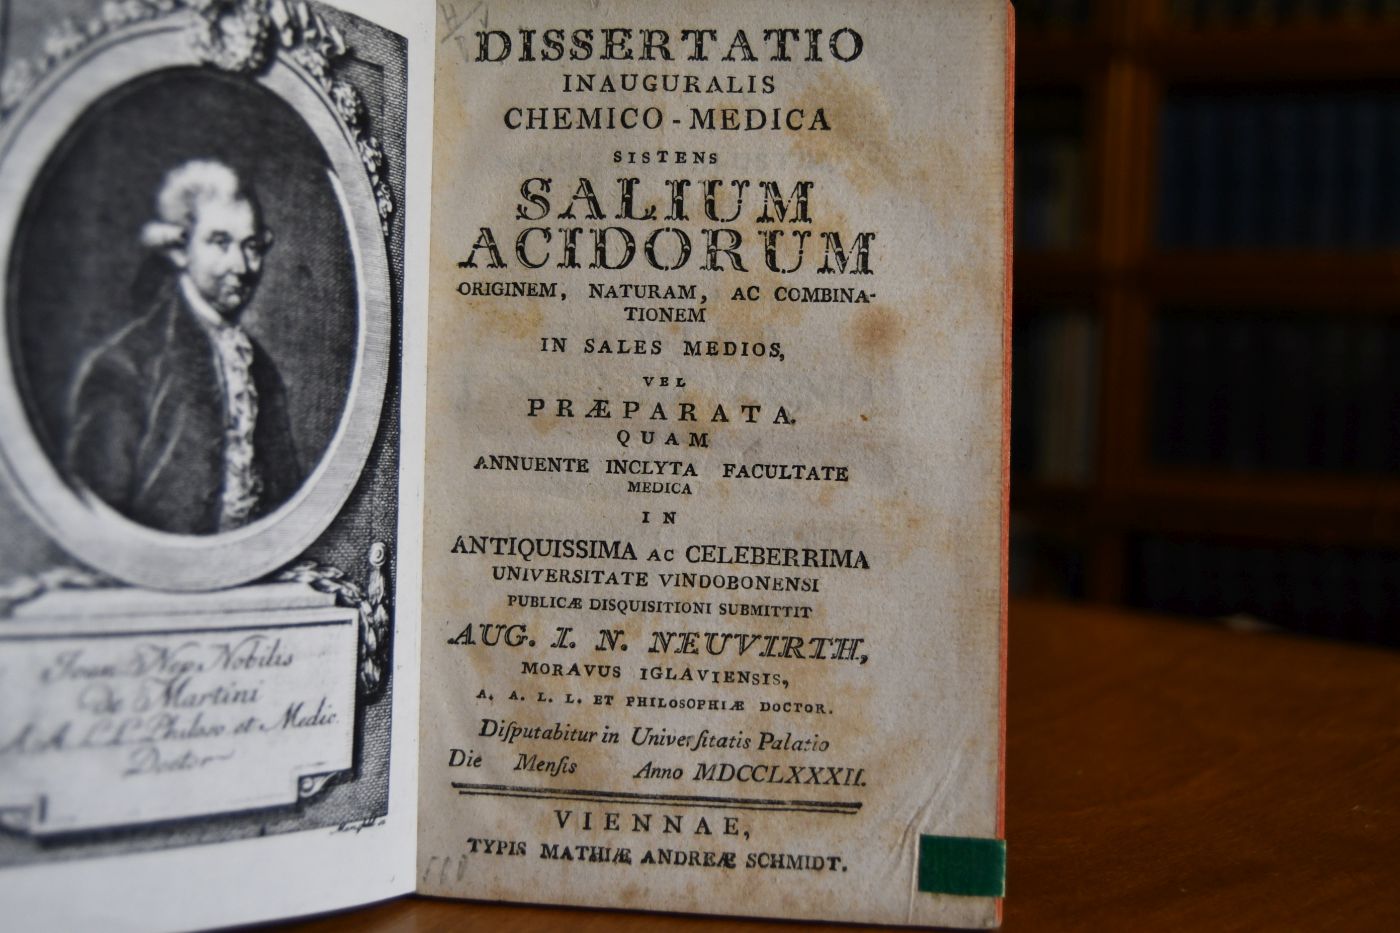 Joan Nep Nobilis
De Martini
A A L L Philoso et Medic.
Doctor
DISSERTATIO
INAUGURALIS
CHEMICO - MEDICA
SISTENS
SALIUM
ACIDORUM
ORIGINEM, NATURAM, AC COMBINA-
TIONEM
IN SALES MEDIOS,
VEL
PRÆPARATA.
QUAM
ANNUENTE INCLYTA FACULTATE
MEDICA
IN
ANTIQUISSIMA AC CELEBERRIMA
UNIVERSITATE VINDOBONENSI
PUBLICÆ DISQUISITIONI SUBMITTIT
AUG. I. N. NEUVIRTH,
MORAVUS IGLAVIENSIS,
A. A. L. L. ET PHILOSOPHIÆ DOCTOR.
Diſputabitur in Univerſitatis Palatio
Die Menſis Anno MDCCLXXXII.
VIENNAE,
TYPIS MATHIÆ ANDREÆ SCHMIDT.